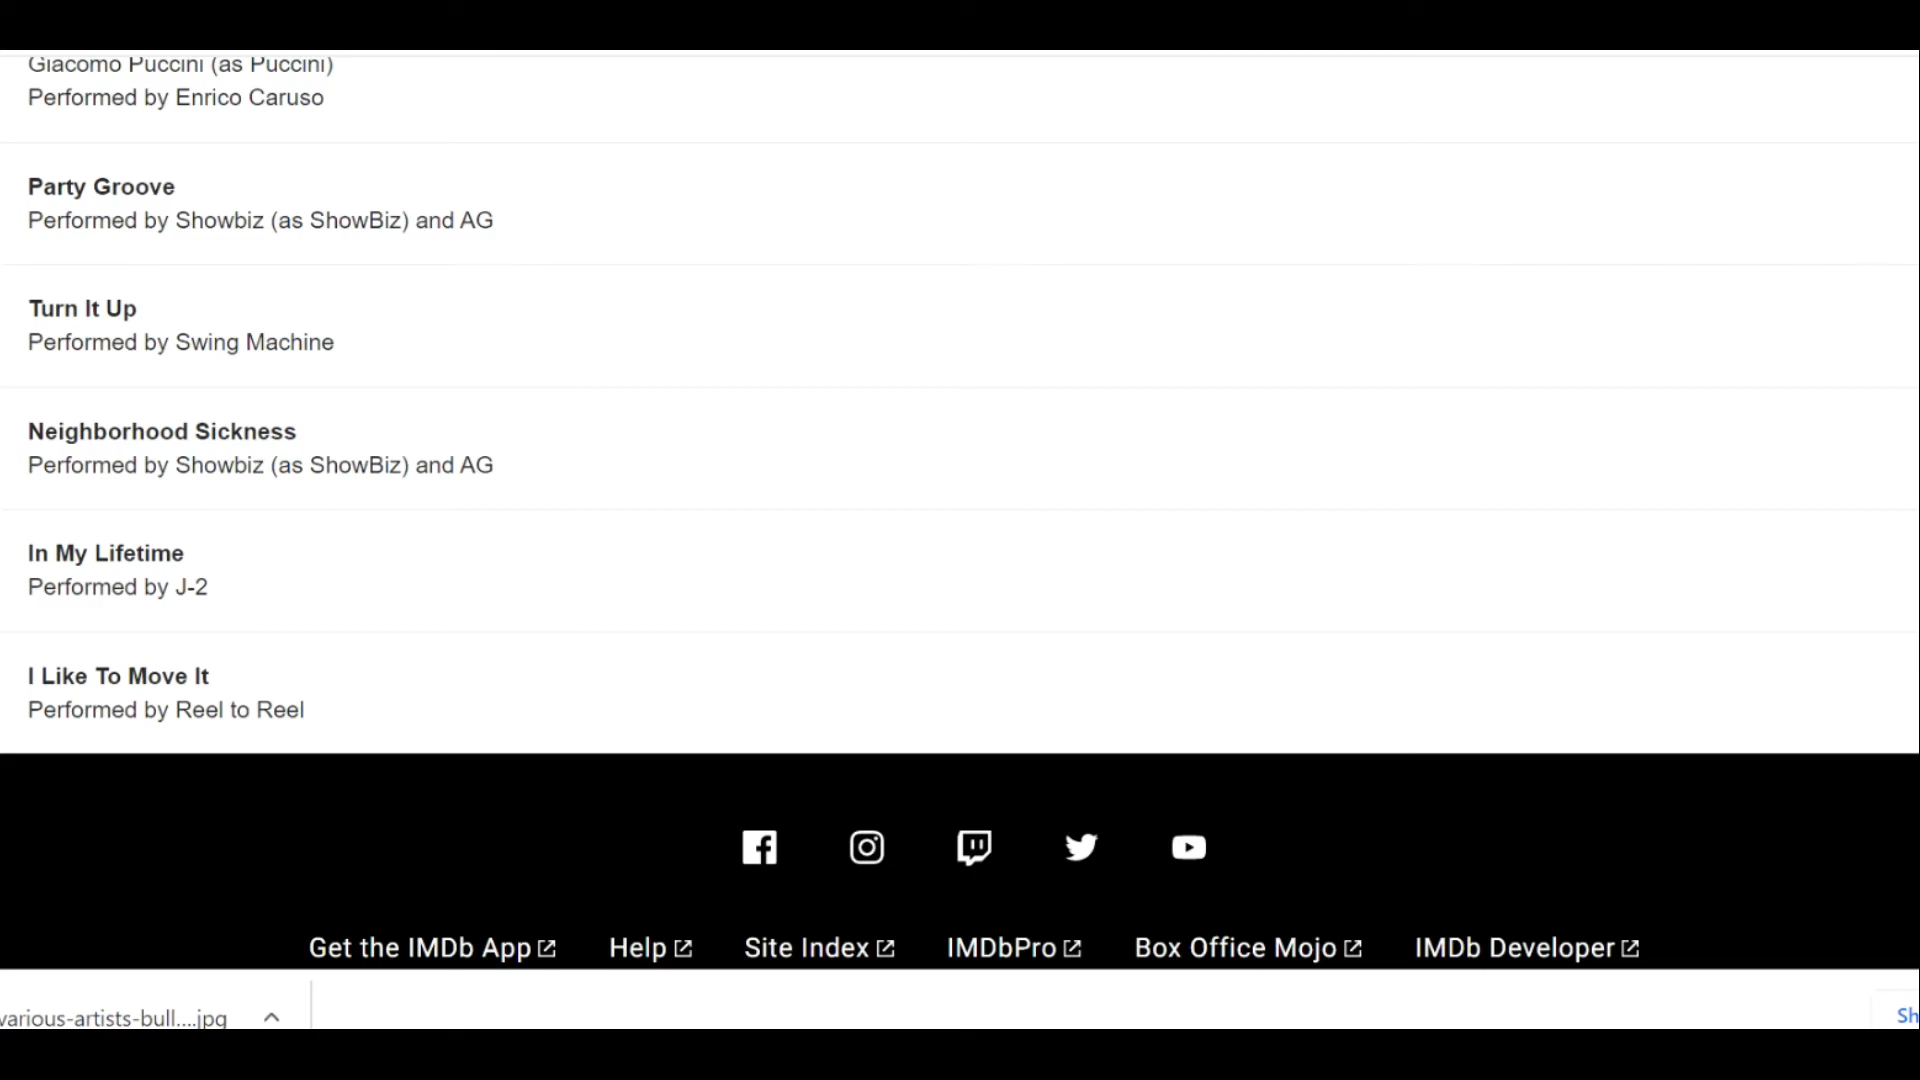 Giacomo Puccini (as Puccini)
Performed by Enrico Caruso
Party Groove
Performed by Showbiz (as ShowBiz) and AG
Turn It Up
Performed by Swing Machine
Neighborhood Sickness
Performed by Showbiz (as ShowBiz) and AG
In My Lifetime
Performed by J-2
I Like To Move It
Performed by Reel to Reel
Get the IMDb App Help Site Index IMDbPro Box Office Mojo IMDb Developer
various-artists-bull....jpg Sh